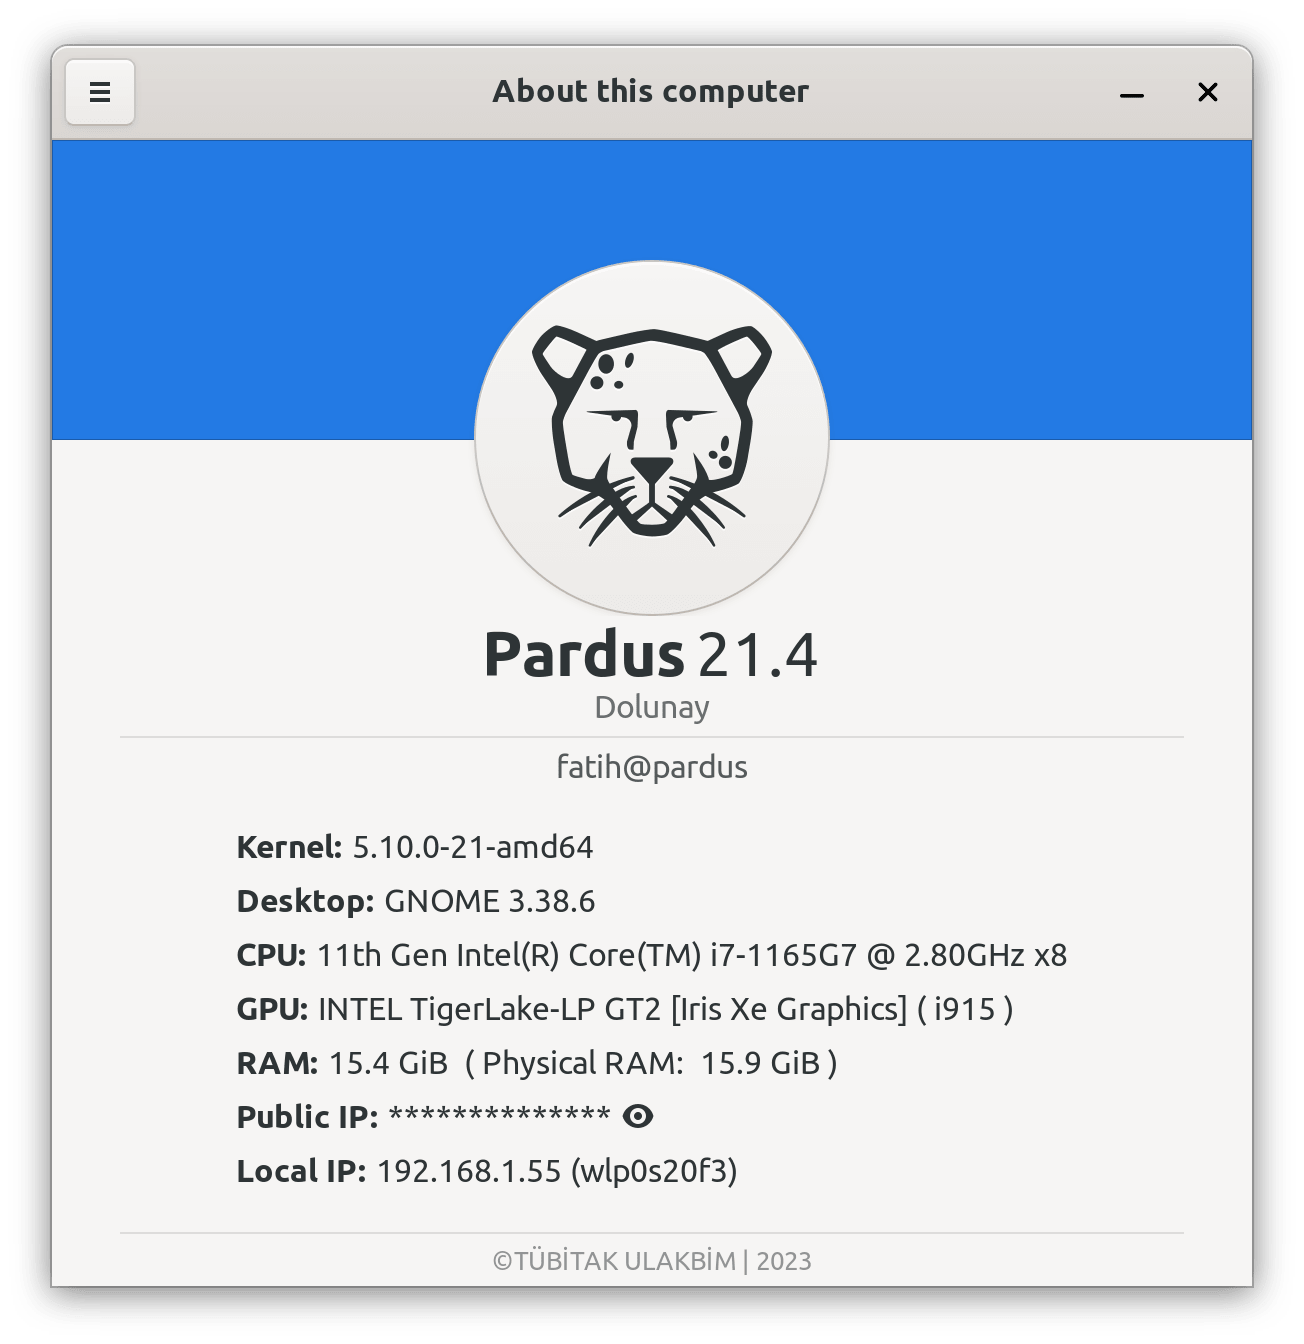 About this computer
Pardus 21.4
Dolunay
fatih@pardus
Kernel: 5.10.0-21-amd64
Desktop: GNOME 3.38.6
CPU: 11th Gen Intel(R) Core(TM) i7-1165G7 @ 2.80GHz x8
GPU: INTEL TigerLake-LP GT2 [Iris Xe Graphics] ( i915 )
RAM: 15.4 GiB  ( Physical RAM:  15.9 GiB )
Public IP: **************
Local IP: 192.168.1.55 (wlp0s20f3)
©TÜBİTAK ULAKBİM | 2023